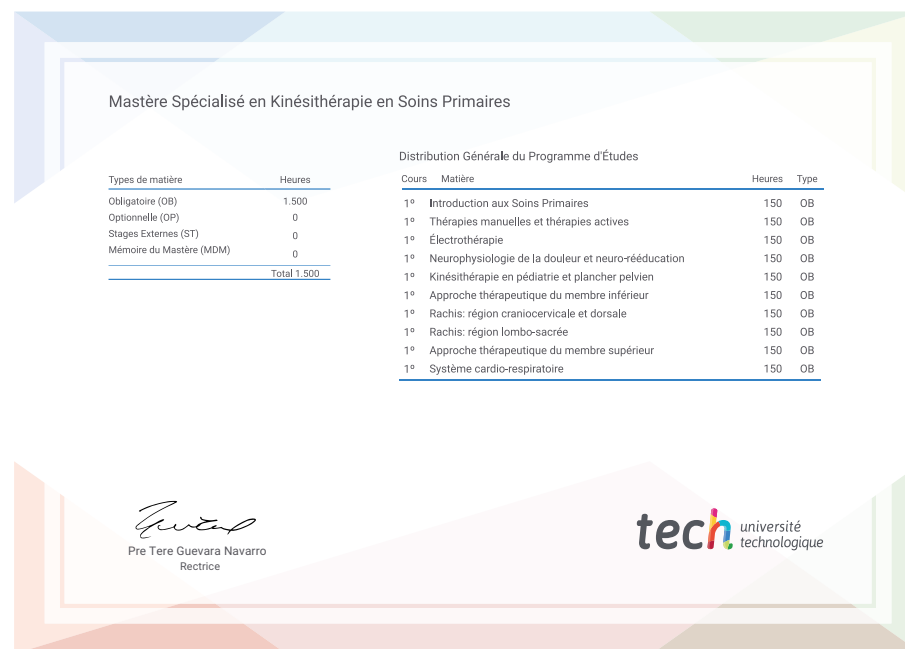 Mastère Spécialisé en Kinésithérapie en Soins Primaires
Types de matière Heures
Obligatoire (OB) 1.500
Optionnelle (OP) 0
Stages Externes (ST) 0
Mémoire du Mastère (MDM) 0
Total 1.500
Distribution Générale du Programme d'Études
Cours Matière Heures Type
1º Introduction aux Soins Primaires 150 OB
1º Thérapies manuelles et thérapies actives 150 OB
1º Électrothérapie 150 OB
1º Neurophysiologie de la douleur et neuro-rééducation 150 OB
1º Kinésithérapie en pédiatrie et plancher pelvien 150 OB
1º Approche thérapeutique du membre inférieur 150 OB
1º Rachis: région craniocervicale et dorsale 150 OB
1º Rachis: région lombo-sacrée 150 OB
1º Approche thérapeutique du membre supérieur 150 OB
1º Système cardio-respiratoire 150 OB
Pre Tere Guevara Navarro
Rectrice
tech université
technologique